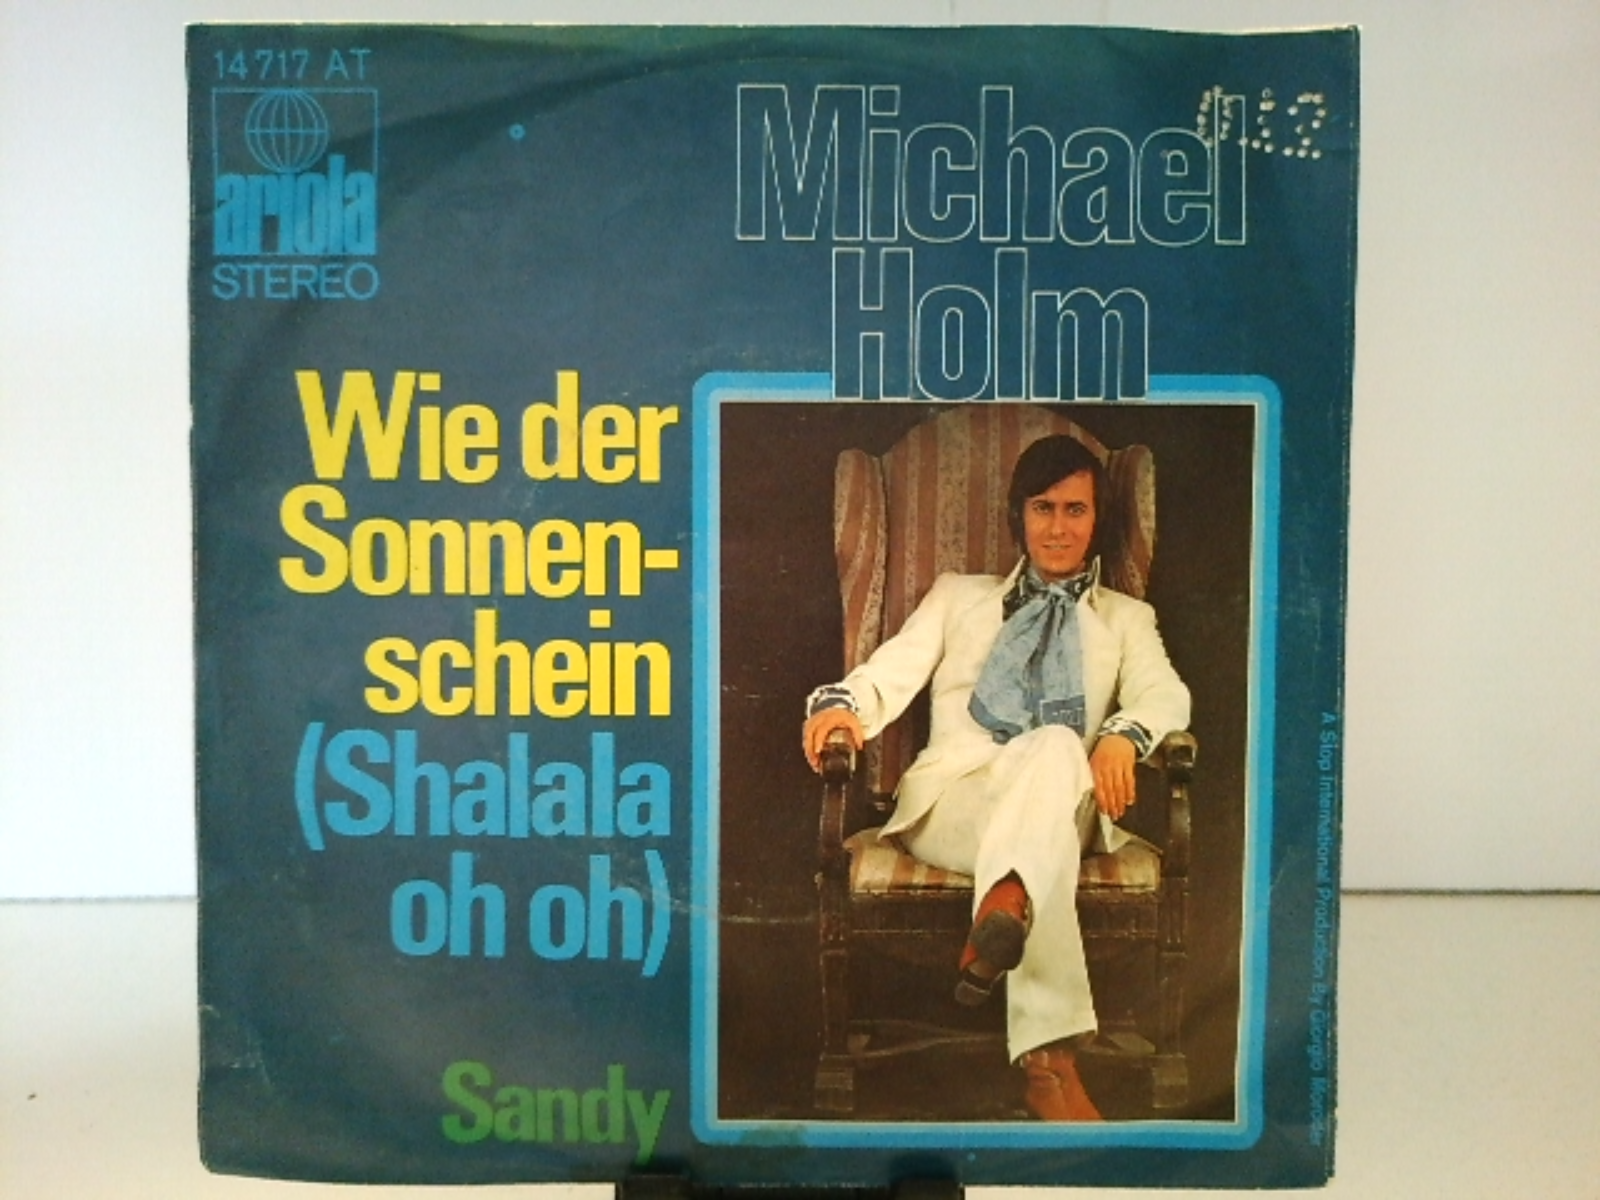 14 717 AT
ariola
STEREO
Michael
Holm
Wie der
Sonnen-
schein
(Shalala
oh oh)
Sandy
A Stop International Production By Giorgio Moroder